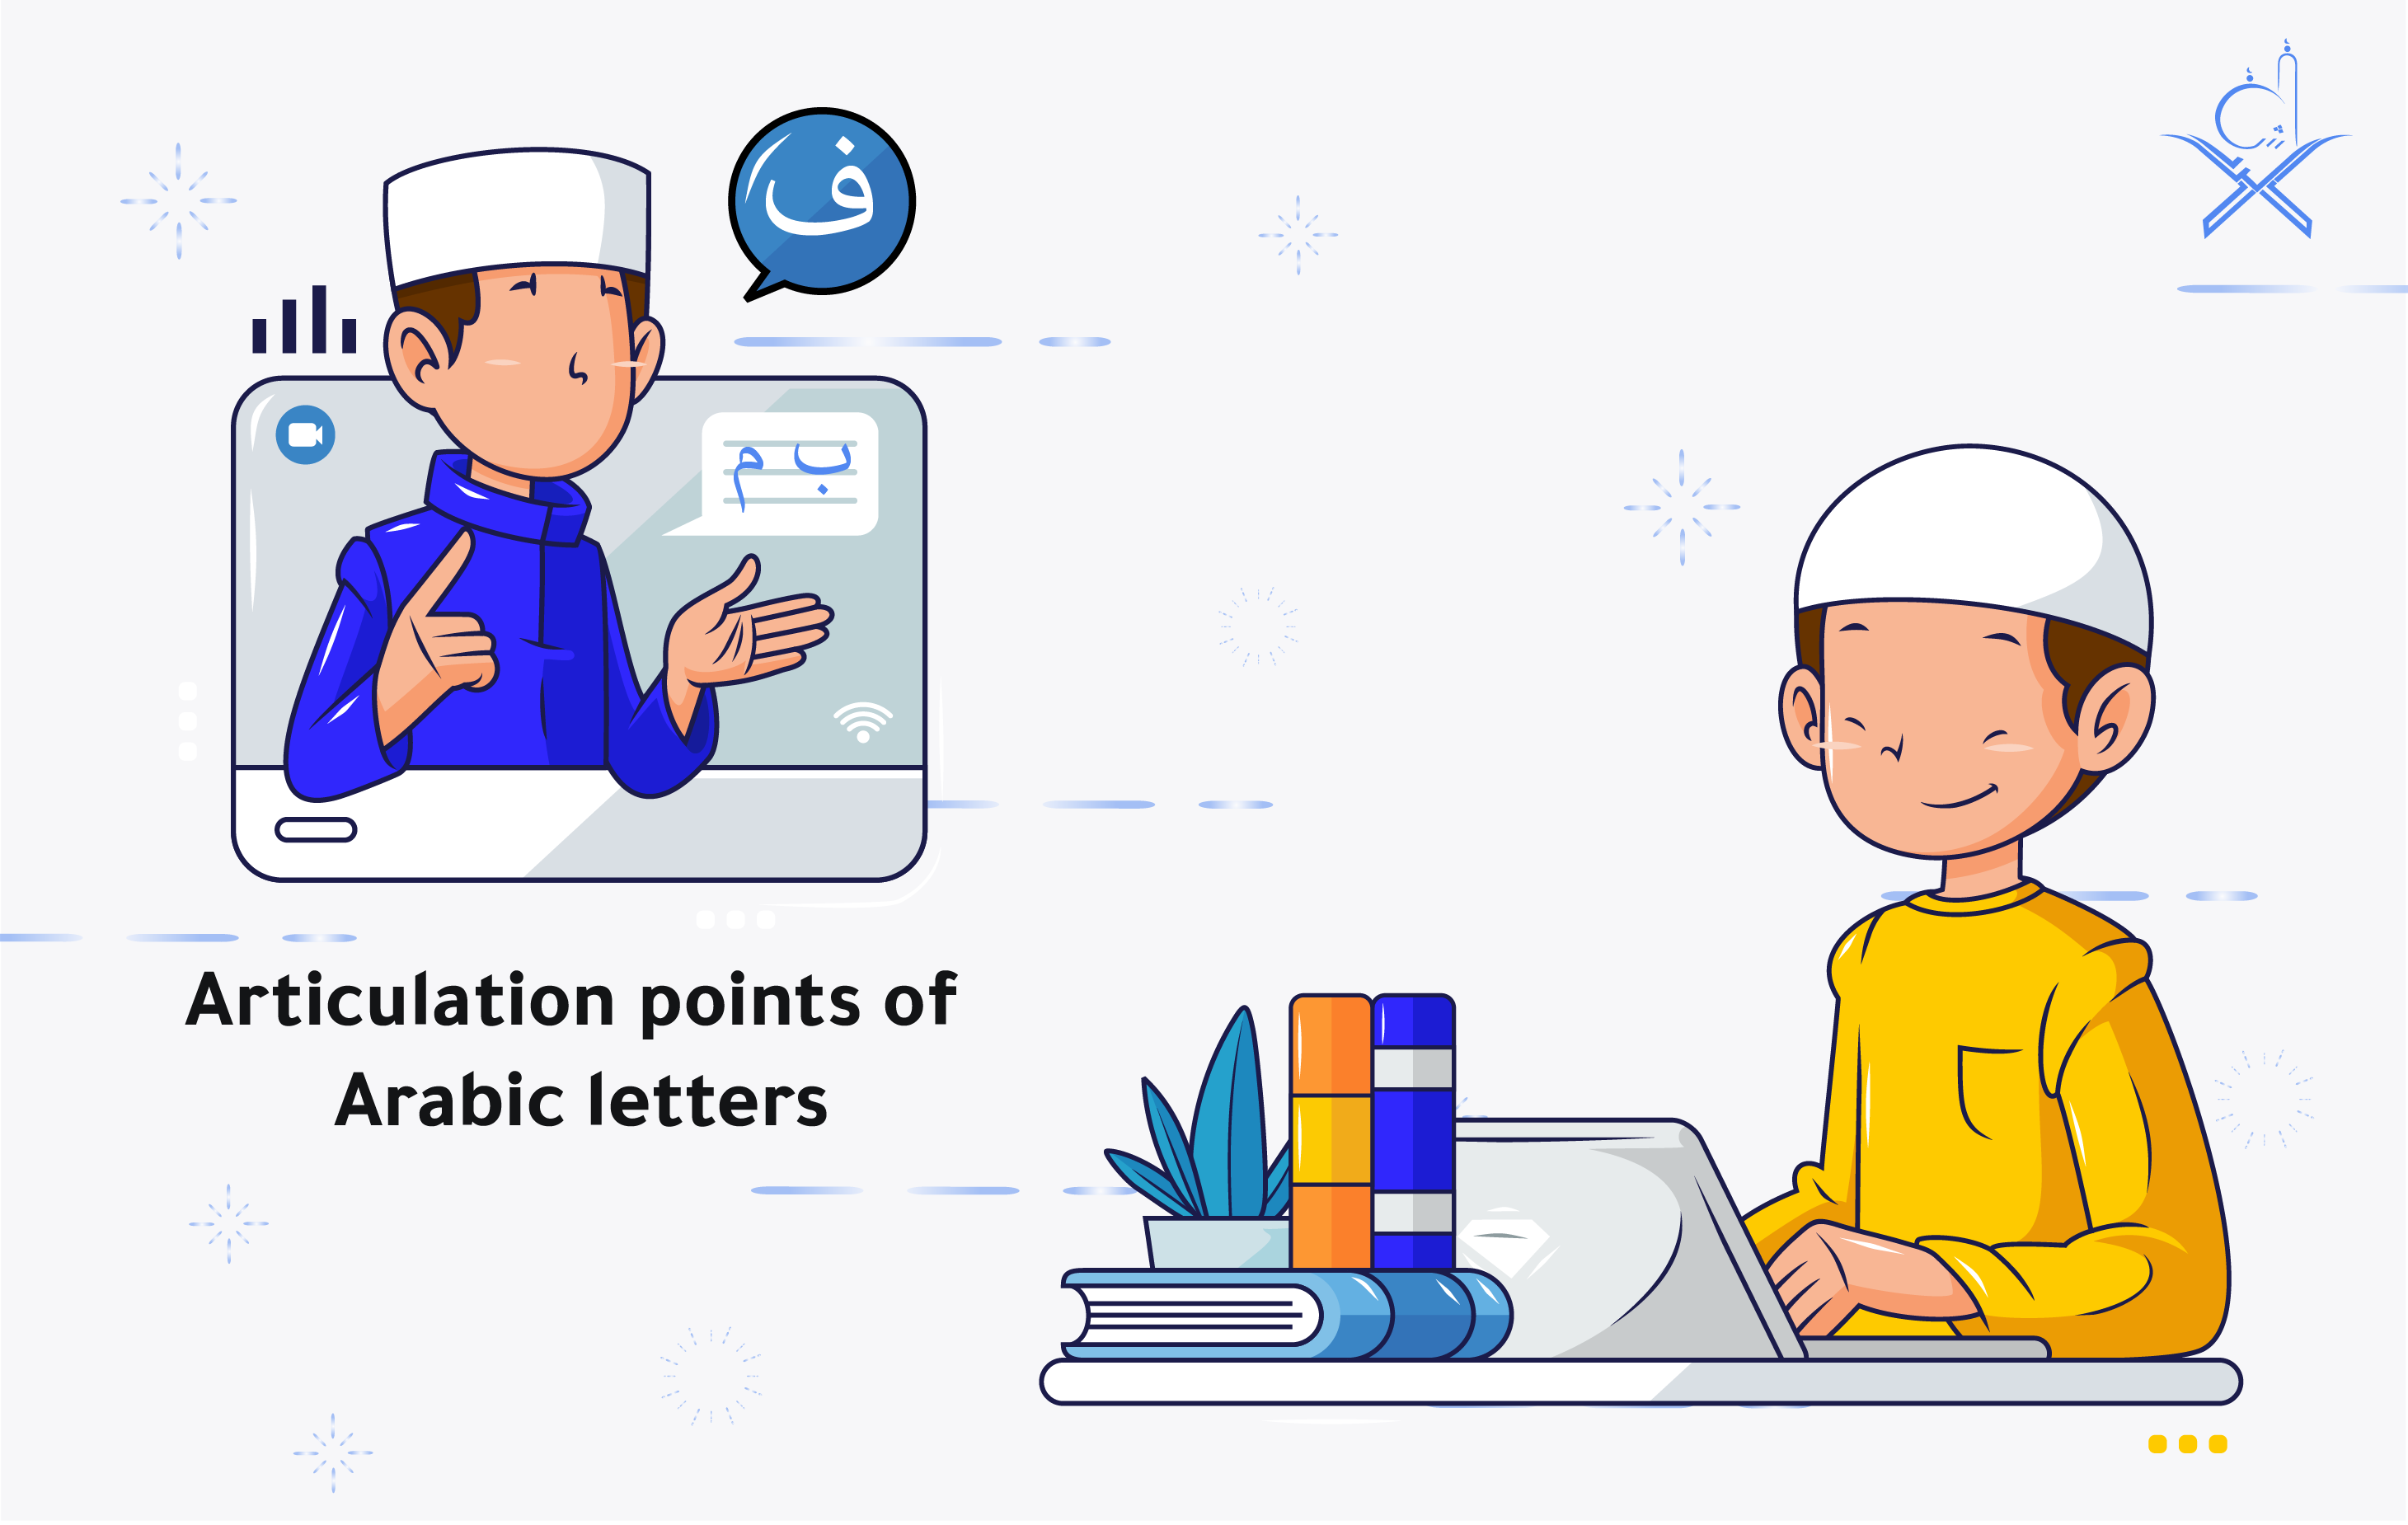 ف
ب م
Articulation points of
Arabic letters